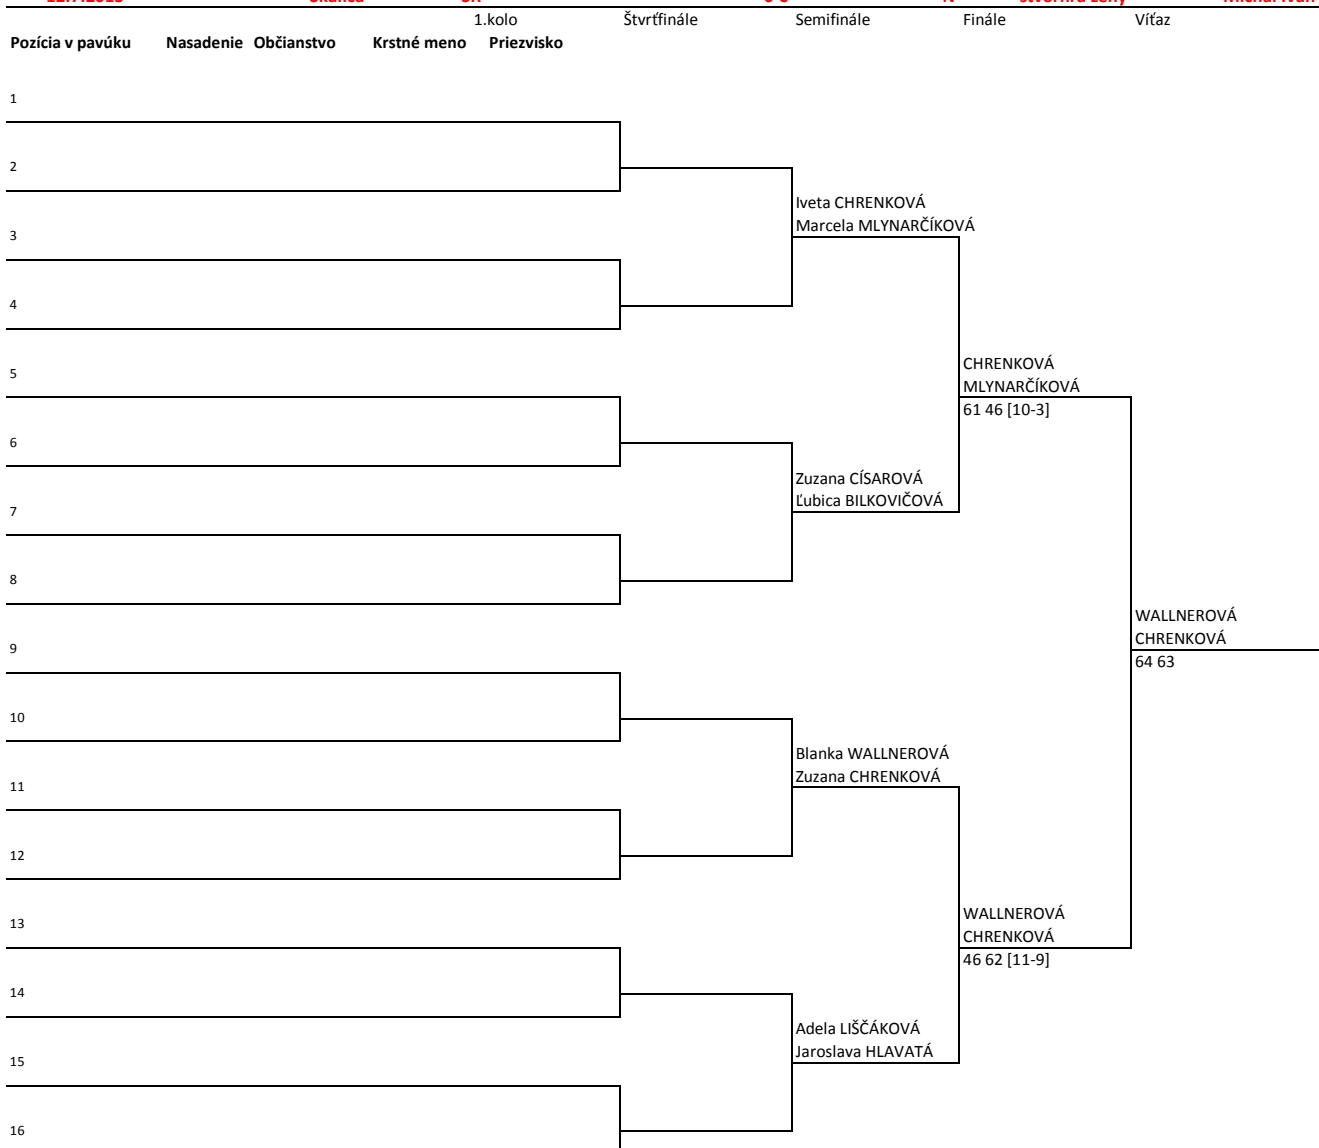 1.kolo Štvrťfinále Semifinále Finále Víťaz
Pozícia v pavúku Nasadenie Občianstvo Krstné meno Priezvisko
1
2
Iveta CHRENKOVÁ
Marcela MLYNARČÍKOVÁ
3
4
CHRENKOVÁ
5
MLYNARČÍKOVÁ
61 46 [10-3]
6
Zuzana CÍSAROVÁ
Ľubica BILKOVIČOVÁ
7
8
WALLNEROVÁ
CHRENKOVÁ
9
64 63
10
Blanka WALLNEROVÁ
Zuzana CHRENKOVÁ
11
12
WALLNEROVÁ
13
CHRENKOVÁ
46 62 [11-9]
14
Adela LIŠČÁKOVÁ
Jaroslava HLAVATÁ
15
16